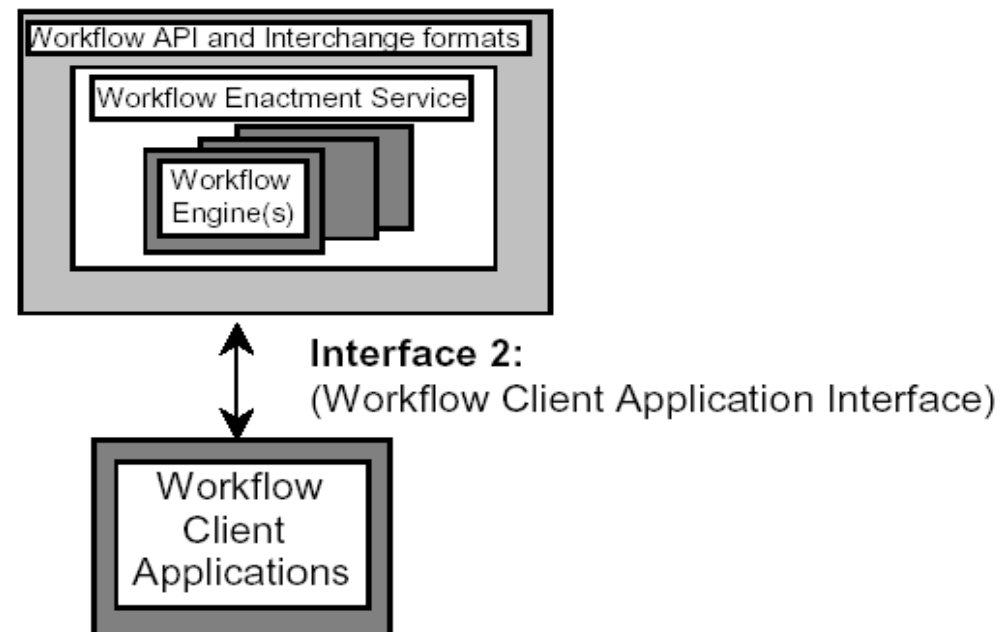 Workflow API and Interchange formats
Workflow Enactment Service
Workflow
Engine(s)
Interface 2:
(Workflow Client Application Interface)
Workflow
Client
Applications